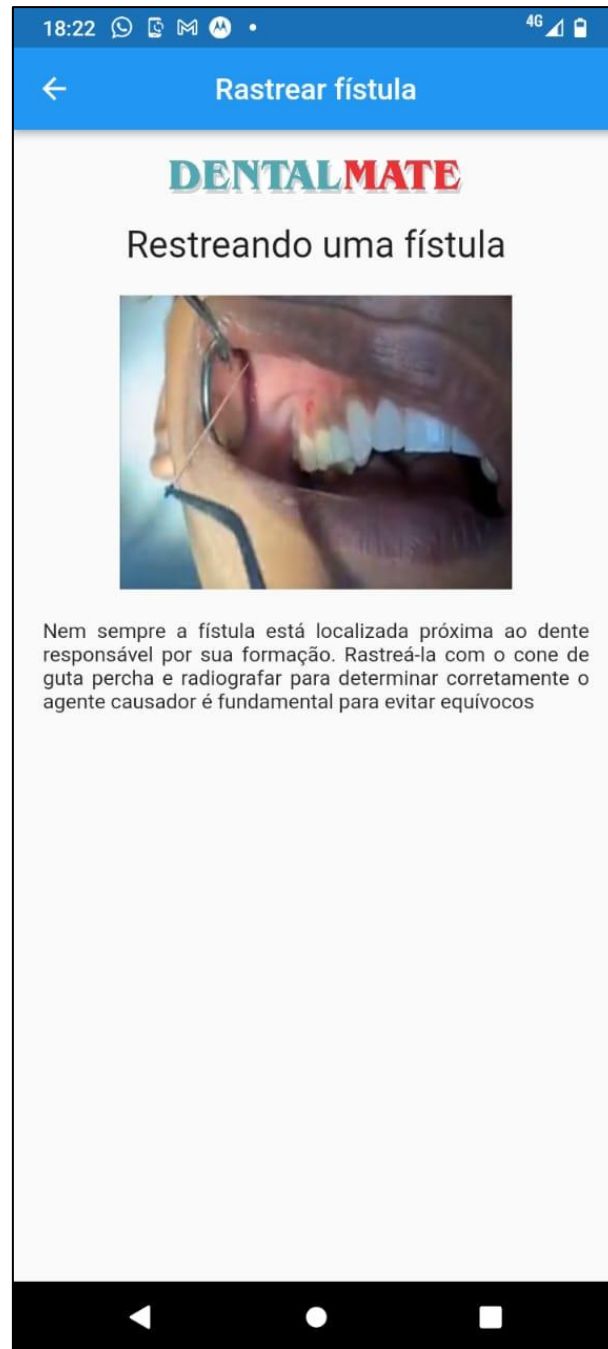 18:22
4G
Rastrear fístula
DENTALMATE
Restreando uma fístula
Nem sempre a fístula está localizada próxima ao dente
responsável por sua formação. Rastreá-la com o cone de
guta percha e radiografar para determinar corretamente o
agente causador é fundamental para evitar equívocos